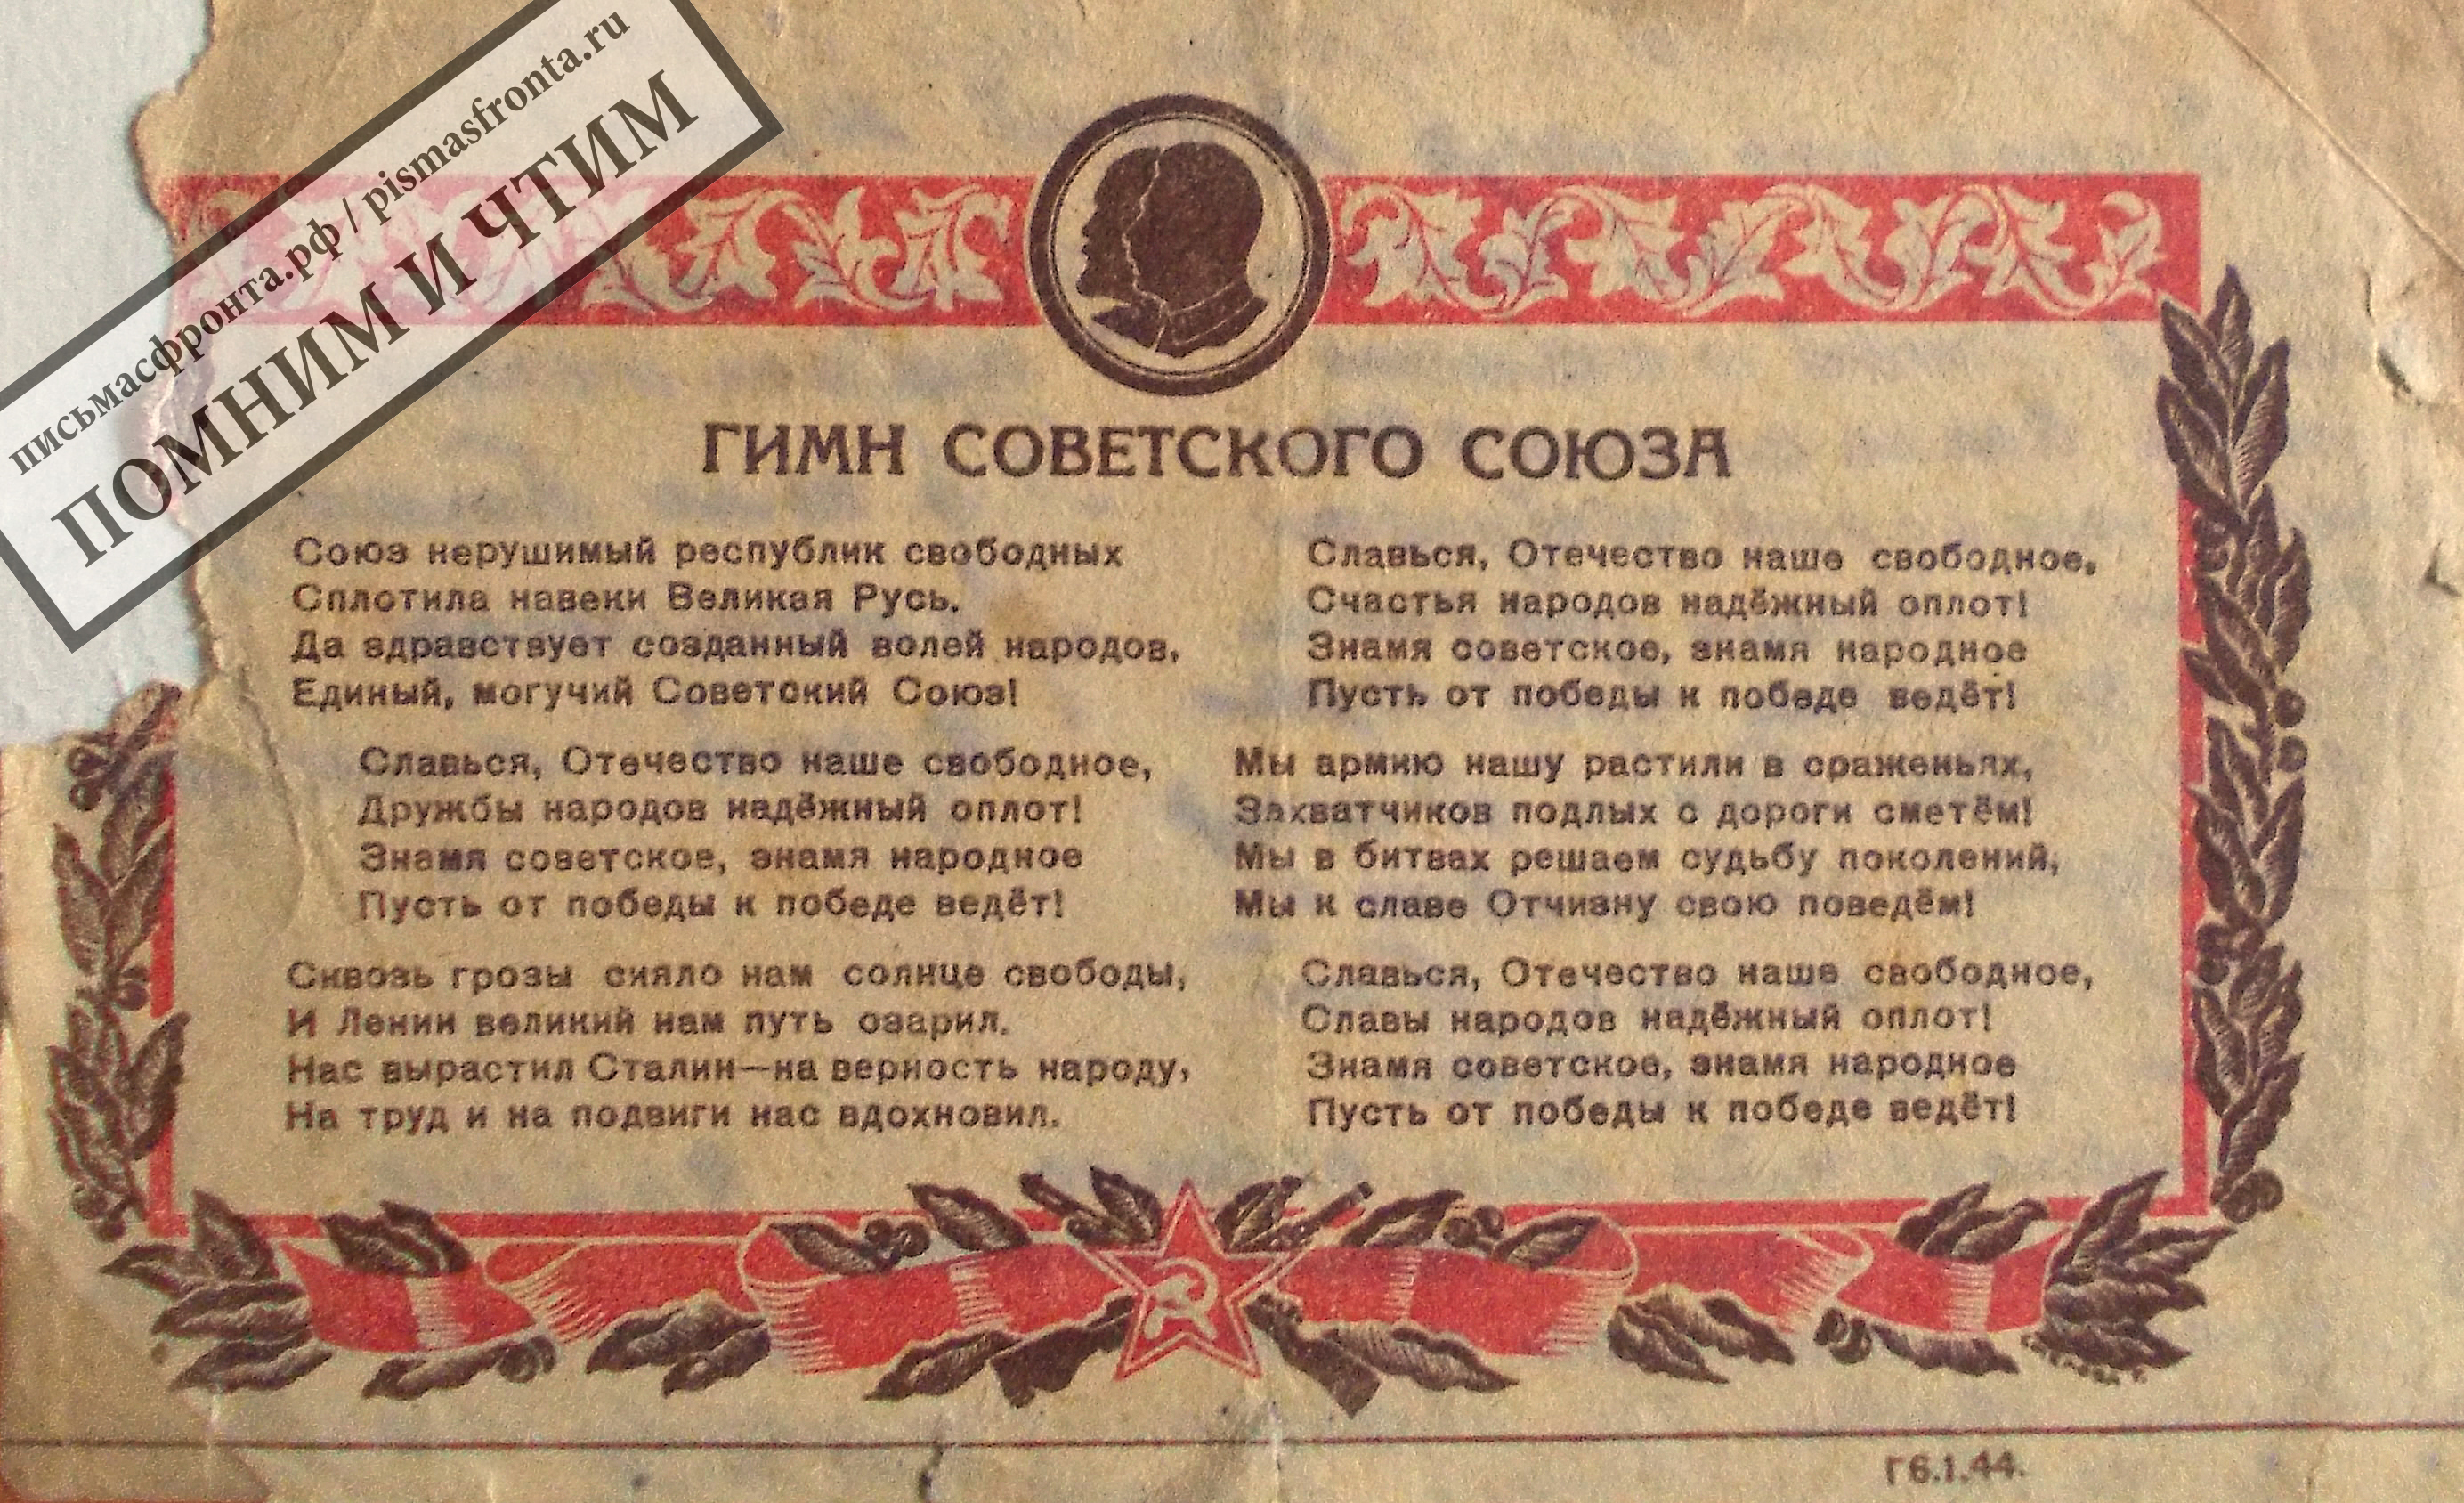 письмасфронта.рф / pismasfronta.ru
ПОМНИМ И ЧТИМ
ГИМН СОВЕТСКОГО СОЮЗА
Союз нерушимый республик свободных
Сплотила навеки Великая Русь.
Да здравствует созданный волей народов,
Единый, могучий Советский Союз!
Славься, Отечество наше свободное,
Дружбы народов надёжный оплот!
Знамя советское, знамя народное
Пусть от победы к победе ведёт!
Сквозь грозы сияло нам солнце свободы,
И Ленин великий нам путь озарил.
Нас вырастил Сталин—на верность народу,
На труд и на подвиги нас вдохновил.
Славься, Отечество наше свободное,
Счастья народов надёжный оплот!
Знамя советское, знамя народное
Пусть от победы к победе ведёт!
Мы армию нашу растили в сраженьях,
Захватчиков подлых с дороги сметём!
Мы в битвах решаем судьбу поколений,
Мы к славе Отчизну свою поведём!
Славься, Отечество наше свободное,
Славы народов надёжный оплот!
Знамя советское, знамя народное
Пусть от победы к победе ведёт!
Г6.1.44.